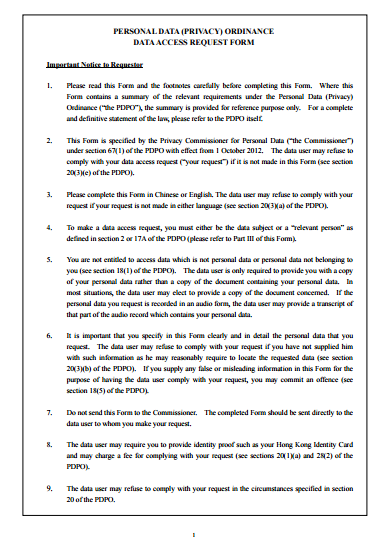 PERSONAL DATA (PRIVACY) ORDINANCE
DATA ACCESS REQUEST FORM
Important Notice to Requestor
1. Please read this Form and the footnotes carefully before completing this Form. Where this
Form contains a summary of the relevant requirements under the Personal Data (Privacy)
Ordinance (“the PDPO”), the summary is provided for reference purpose only. For a complete
and definitive statement of the law, please refer to the PDPO itself.
2. This Form is specified by the Privacy Commissioner for Personal Data (“the Commissioner”)
under section 67(1) of the PDPO with effect from 1 October 2012. The data user may refuse to
comply with your data access request (“your request”) if it is not made in this Form (see section
20(3)(e) of the PDPO).
3. Please complete this Form in Chinese or English. The data user may refuse to comply with your
request if your request is not made in either language (see section 20(3)(a) of the PDPO).
4. To make a data access request, you must either be the data subject or a “relevant person” as
defined in section 2 or 17A of the PDPO (please refer to Part III of this Form).
5. You are not entitled to access data which is not personal data or personal data not belonging to
you (see section 18(1) of the PDPO). The data user is only required to provide you with a copy
of your personal data rather than a copy of the document containing your personal data. In
most situations, the data user may elect to provide a copy of the document concerned. If the
personal data you request is recorded in an audio form, the data user may provide a transcript of
that part of the audio record which contains your personal data.
6. It is important that you specify in this Form clearly and in detail the personal data that you
request. The data user may refuse to comply with your request if you have not supplied him
with such information as he may reasonably require to locate the requested data (see section
20(3)(b) of the PDPO). If you supply any false or misleading information in this Form for the
purpose of having the data user comply with your request, you may commit an offence (see
section 18(5) of the PDPO).
7. Do not send this Form to the Commissioner. The completed Form should be sent directly to the
data user to whom you make your request.
8. The data user may require you to provide identity proof such as your Hong Kong Identity Card
and may charge a fee for complying with your request (see sections 20(1)(a) and 28(2) of the
PDPO).
9. The data user may refuse to comply with your request in the circumstances specified in section
20 of the PDPO.
1